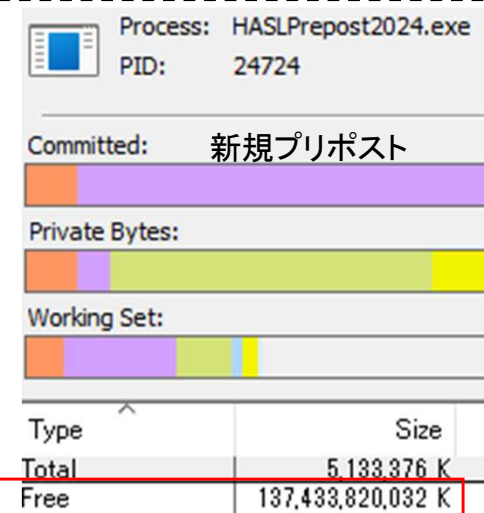 Process: HASLPrepost2024.exe
PID: 24724
Committed: 新規プリポスト
Private Bytes:
Working Set:
Type Size
Total 5,133,376 K
Free 137,433,820,032 K